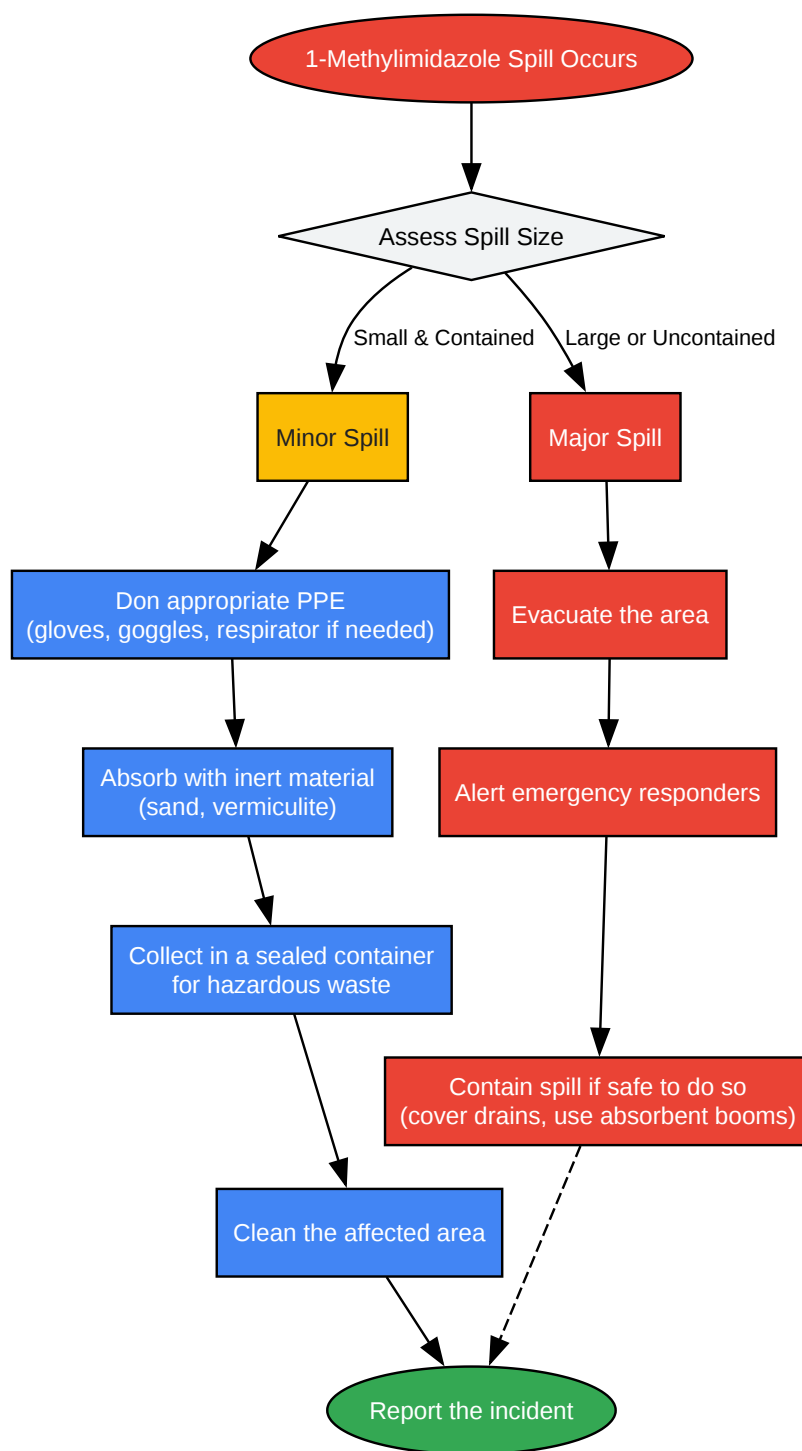 1-Methylimidazole Spill Occurs
Assess Spill Size
Small & Contained
Large or Uncontained
Minor Spill
Major Spill
Don appropriate PPE
(gloves, goggles, respirator if needed)
Evacuate the area
Absorb with inert material
(sand, vermiculite)
Alert emergency responders
Collect in a sealed container
for hazardous waste
Contain spill if safe to do so
(cover drains, use absorbent booms)
Clean the affected area
Report the incident